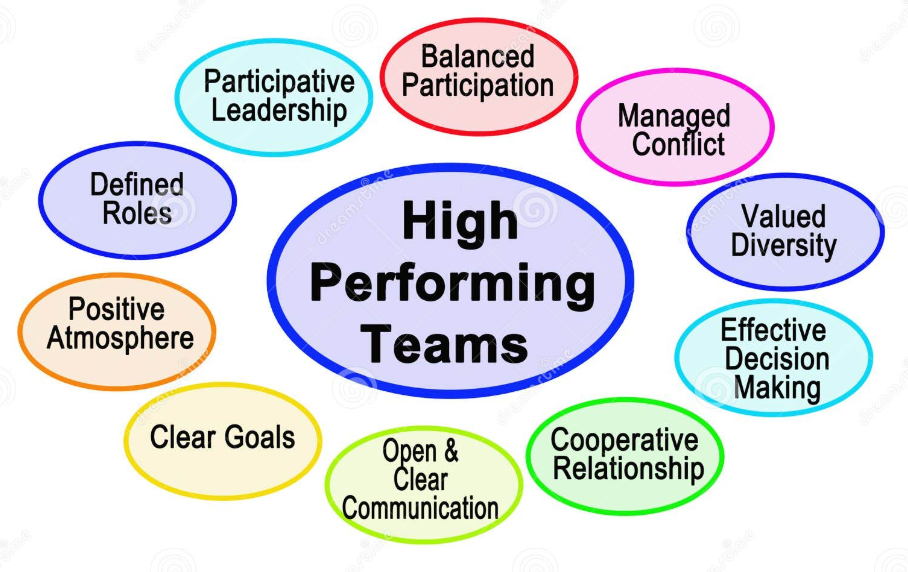 Balanced
Participation
Participative
Leadership
Managed
Conflict
Defined
Roles
High
Performing
Teams
Valued
Diversity
Positive
Atmosphere
Effective
Decision
Making
Clear Goals
Open &
Clear
Communication
Cooperative
Relationship
dreamstime